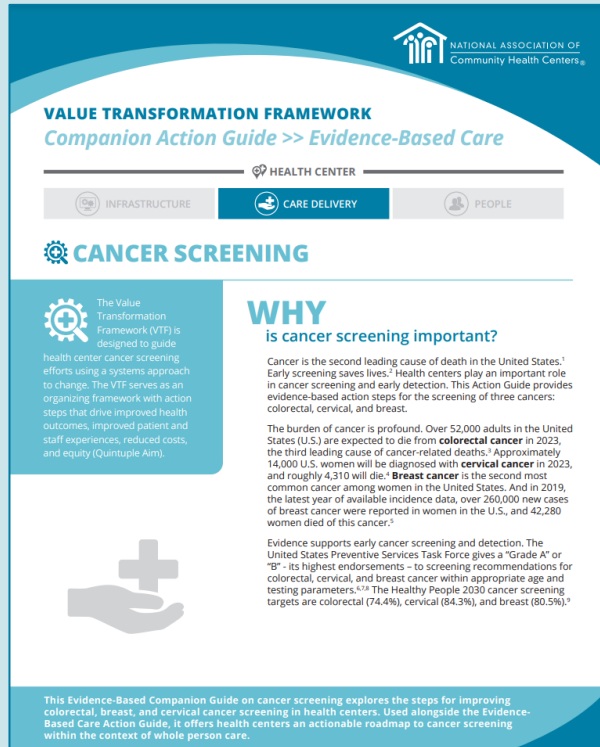 NATIONAL ASSOCIATION OF
Community Health Centers®
VALUE TRANSFORMATION FRAMEWORK
Companion Action Guide >> Evidence-Based Care
HEALTH CENTER
INFRASTRUCTURE
CARE DELIVERY
PEOPLE
CANCER SCREENING
The Value
Transformation
Framework (VTF) is
designed to guide
health center cancer screening
efforts using a systems approach
to change. The VTF serves as an
organizing framework with action
steps that drive improved health
outcomes, improved patient and
staff experiences, reduced costs,
and equity (Quintuple Aim).
WHY
is cancer screening important?
Cancer is the second leading cause of death in the United States.¹
Early screening saves lives.² Health centers play an important role
in cancer screening and early detection. This Action Guide provides
evidence-based action steps for the screening of three cancers:
colorectal, cervical, and breast.
The burden of cancer is profound. Over 52,000 adults in the United
States (U.S.) are expected to die from colorectal cancer in 2023,
the third leading cause of cancer-related deaths.³ Approximately
14,000 U.S. women will be diagnosed with cervical cancer in 2023,
and roughly 4,310 will die.⁴ Breast cancer is the second most
common cancer among women in the United States. And in 2019,
the latest year of available incidence data, over 260,000 new cases
of breast cancer were reported in women in the U.S., and 42,280
women died of this cancer.⁵
Evidence supports early cancer screening and detection. The
United States Preventive Services Task Force gives a “Grade A” or
“B” - its highest endorsements – to screening recommendations for
colorectal, cervical, and breast cancer within appropriate age and
testing parameters.⁶,⁷,⁸ The Healthy People 2030 cancer screening
targets are colorectal (74.4%), cervical (84.3%), and breast (80.5%).⁹
This Evidence-Based Companion Guide on cancer screening explores the steps for improving
colorectal, breast, and cervical cancer screening in health centers. Used alongside the Evidence-
Based Care Action Guide, it offers health centers an actionable roadmap to cancer screening
within the context of whole person care.